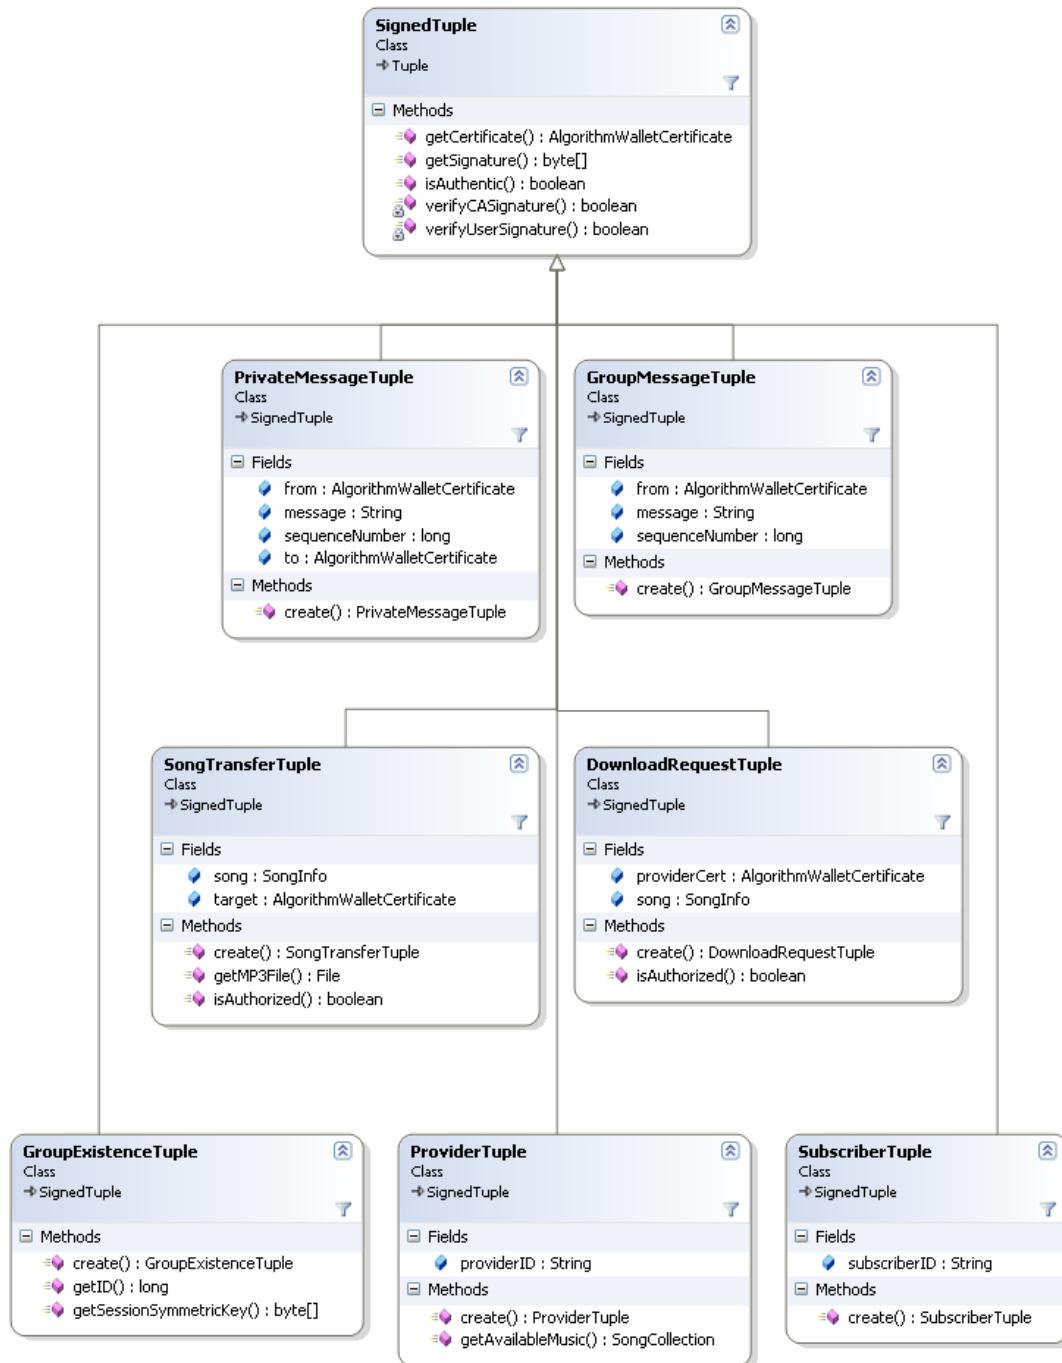 SignedTuple
Class
Tuple
Methods
getCertificate() : AlgorithmWalletCertificate
getSignature() : byte[]
isAuthentic() : boolean
verifyCASignature() : boolean
verifyUserSignature() : boolean
PrivateMessageTuple
Class
SignedTuple
Fields
from : AlgorithmWalletCertificate
message : String
sequenceNumber : long
to : AlgorithmWalletCertificate
Methods
create() : PrivateMessageTuple
GroupMessageTuple
Class
SignedTuple
Fields
from : AlgorithmWalletCertificate
message : String
sequenceNumber : long
Methods
create() : GroupMessageTuple
SongTransferTuple
Class
SignedTuple
Fields
song : SongInfo
target : AlgorithmWalletCertificate
Methods
create() : SongTransferTuple
getMP3File() : File
isAuthorized() : boolean
DownloadRequestTuple
Class
SignedTuple
Fields
providerCert : AlgorithmWalletCertificate
song : SongInfo
Methods
create() : DownloadRequestTuple
isAuthorized() : boolean
GroupExistenceTuple
Class
SignedTuple
Methods
create() : GroupExistenceTuple
getID() : long
getSessionSymmetricKey() : byte[]
ProviderTuple
Class
SignedTuple
Fields
providerID : String
Methods
create() : ProviderTuple
getAvailableMusic() : SongCollection
SubscriberTuple
Class
SignedTuple
Fields
subscriberID : String
Methods
create() : SubscriberTuple